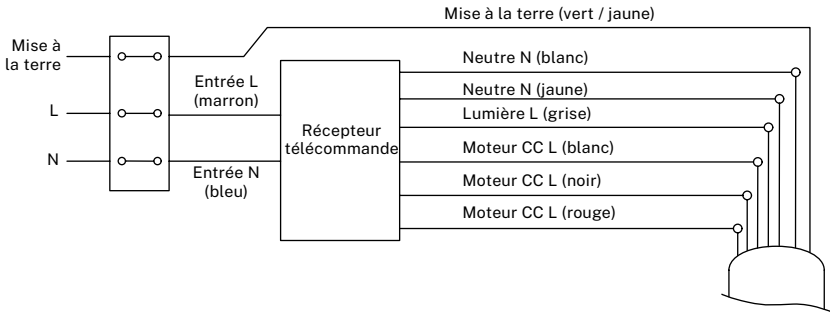 Mise à la terre (vert / jaune)
Mise à
la terre
L
N
Entrée L
(marron)
Entrée N
(bleu)
Récepteur
télécommande
Neutre N (blanc)
Neutre N (jaune)
Lumière L (grise)
Moteur CC L (blanc)
Moteur CC L (noir)
Moteur CC L (rouge)